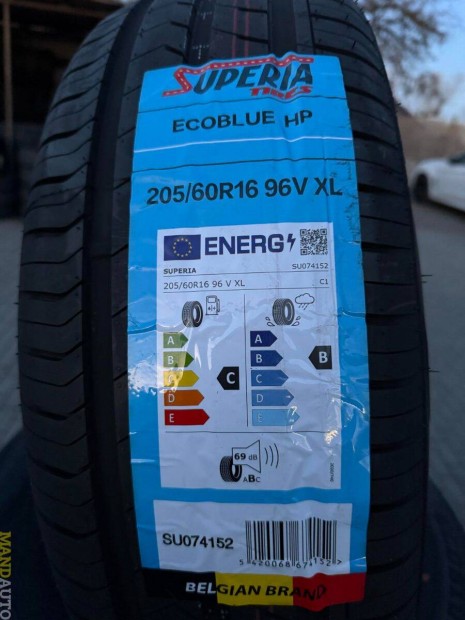 SUPERIA
TIRES
ECOBLUE HP
205/60R16 96V XL
ENERG
SUPERIA SU074152
205/60R16 96 V XL C1
A A
B B B
C C
D D
E E
69 dB
ABC
SU074152
5420068671527
BELGIAN BRAND
MANDAUTO